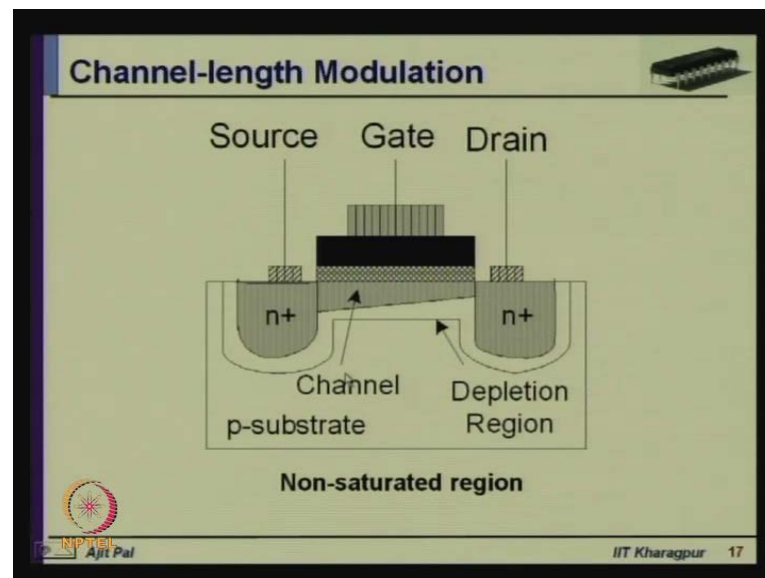 Channel-length Modulation
Source Gate Drain
n+ n+
Channel
Depletion
Region
p-substrate
Non-saturated region
NPTEL
Ajit Pal
IIT Kharagpur 17